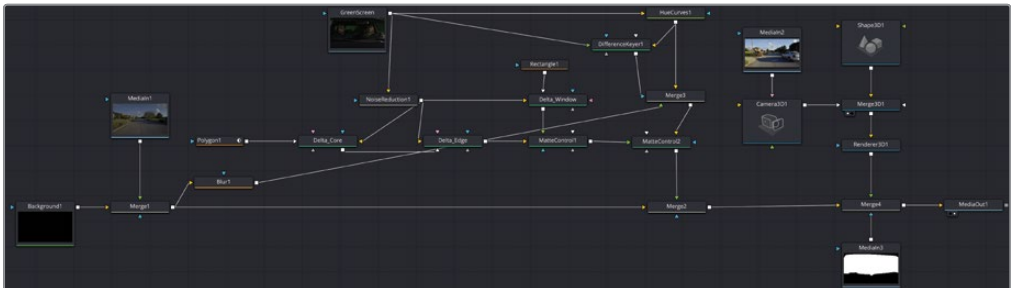 GreenScreen
HueCurves1
Shape3D1
MediaIn2
DifferenceKeyer1
Rectangle1
MediaIn1
NoiseReduction1
Delta_Window
Merge3
Camera3D1
Merge3D1
Polygon1
Delta_Core
Delta_Edge
MatteControl1
MatteControl2
Renderer3D1
Blur1
Background1
Merge1
Merge2
Merge4
MediaOut1
MediaIn3